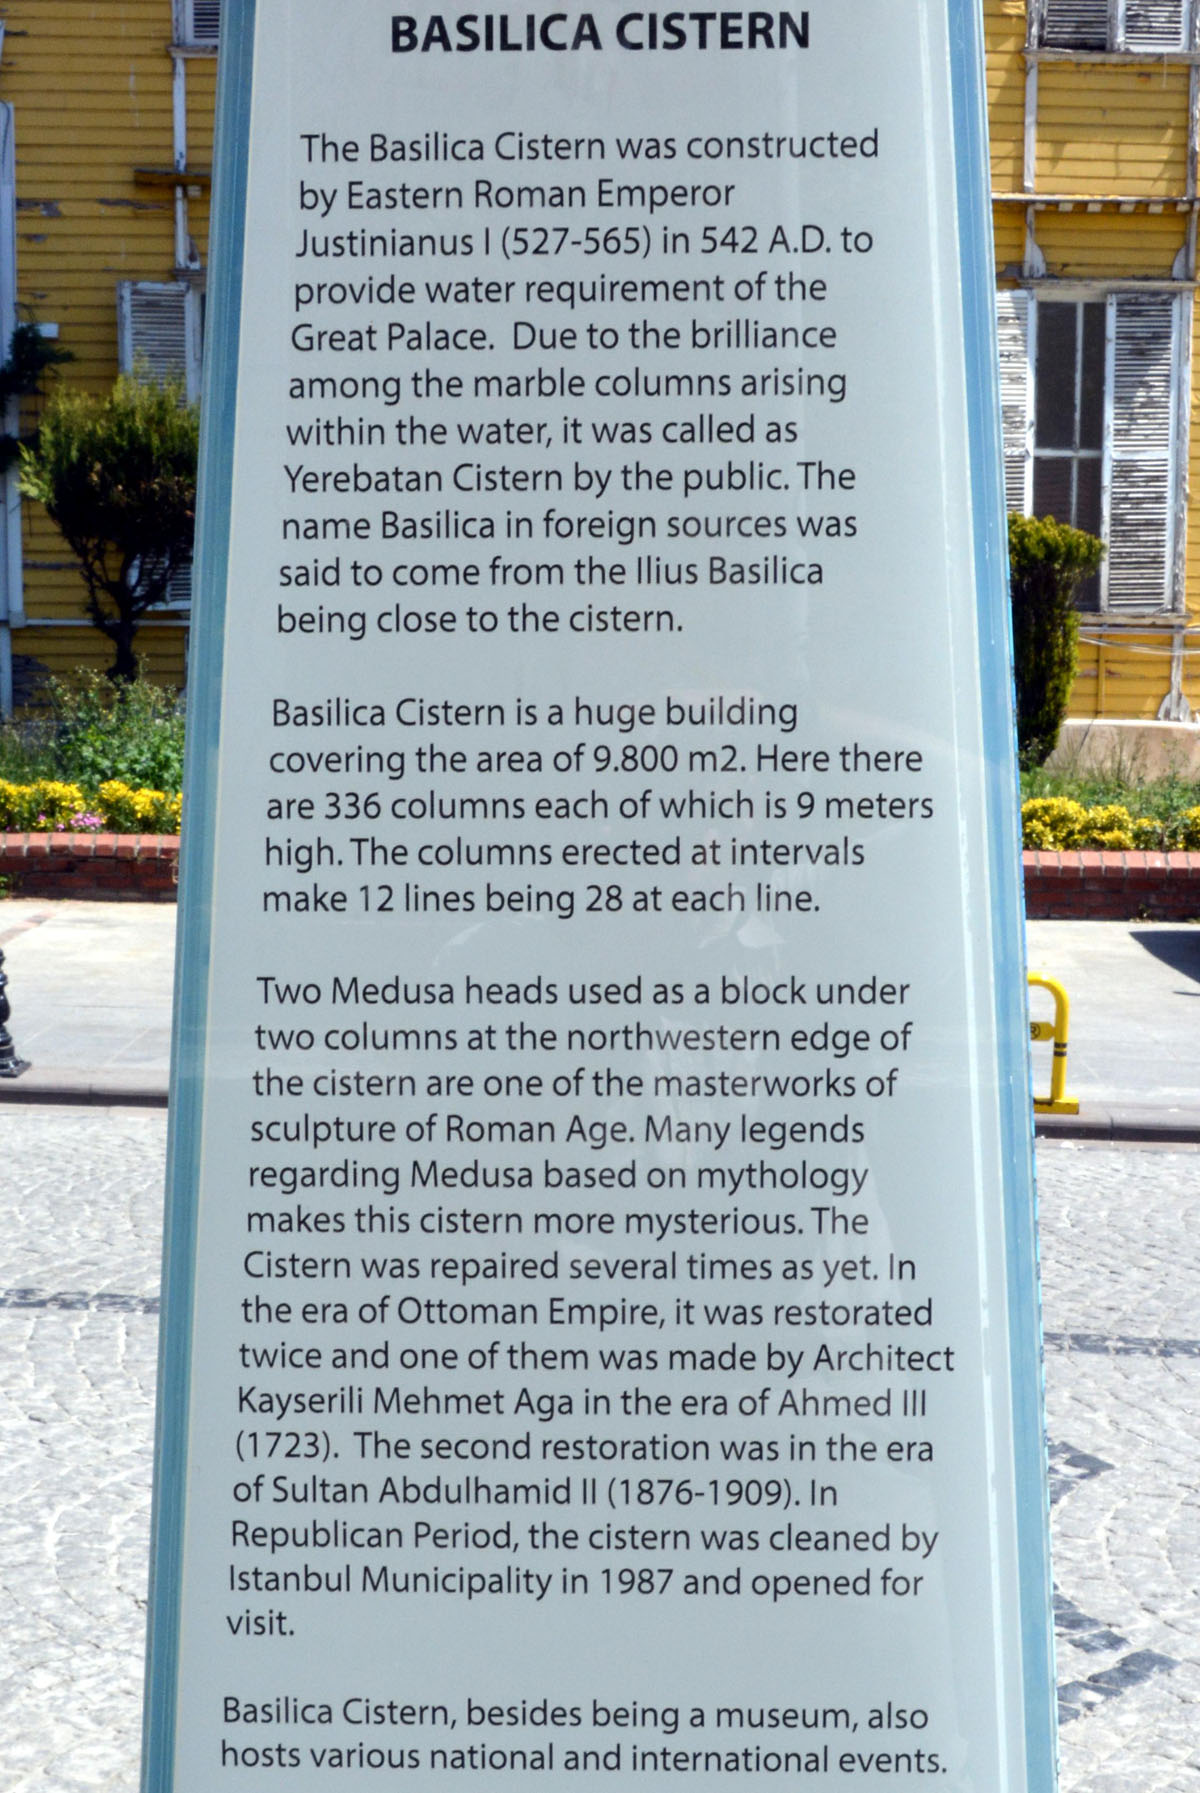 BASILICA CISTERN
The Basilica Cistern was constructed
by Eastern Roman Emperor
Justinianus I (527-565) in 542 A.D. to
provide water requirement of the
Great Palace.  Due to the brilliance
among the marble columns arising
within the water, it was called as
Yerebatan Cistern by the public. The
name Basilica in foreign sources was
said to come from the Ilius Basilica
being close to the cistern.
Basilica Cistern is a huge building
covering the area of 9.800 m2. Here there
are 336 columns each of which is 9 meters
high. The columns erected at intervals
make 12 lines being 28 at each line.
Two Medusa heads used as a block under
two columns at the northwestern edge of
the cistern are one of the masterworks of
sculpture of Roman Age. Many legends
regarding Medusa based on mythology
makes this cistern more mysterious. The
Cistern was repaired several times as yet. In
the era of Ottoman Empire, it was restorated
twice and one of them was made by Architect
Kayserili Mehmet Aga in the era of Ahmed III
(1723).  The second restoration was in the era
of Sultan Abdulhamid II (1876-1909). In
Republican Period, the cistern was cleaned by
Istanbul Municipality in 1987 and opened for
visit.
Basilica Cistern, besides being a museum, also
hosts various national and international events.